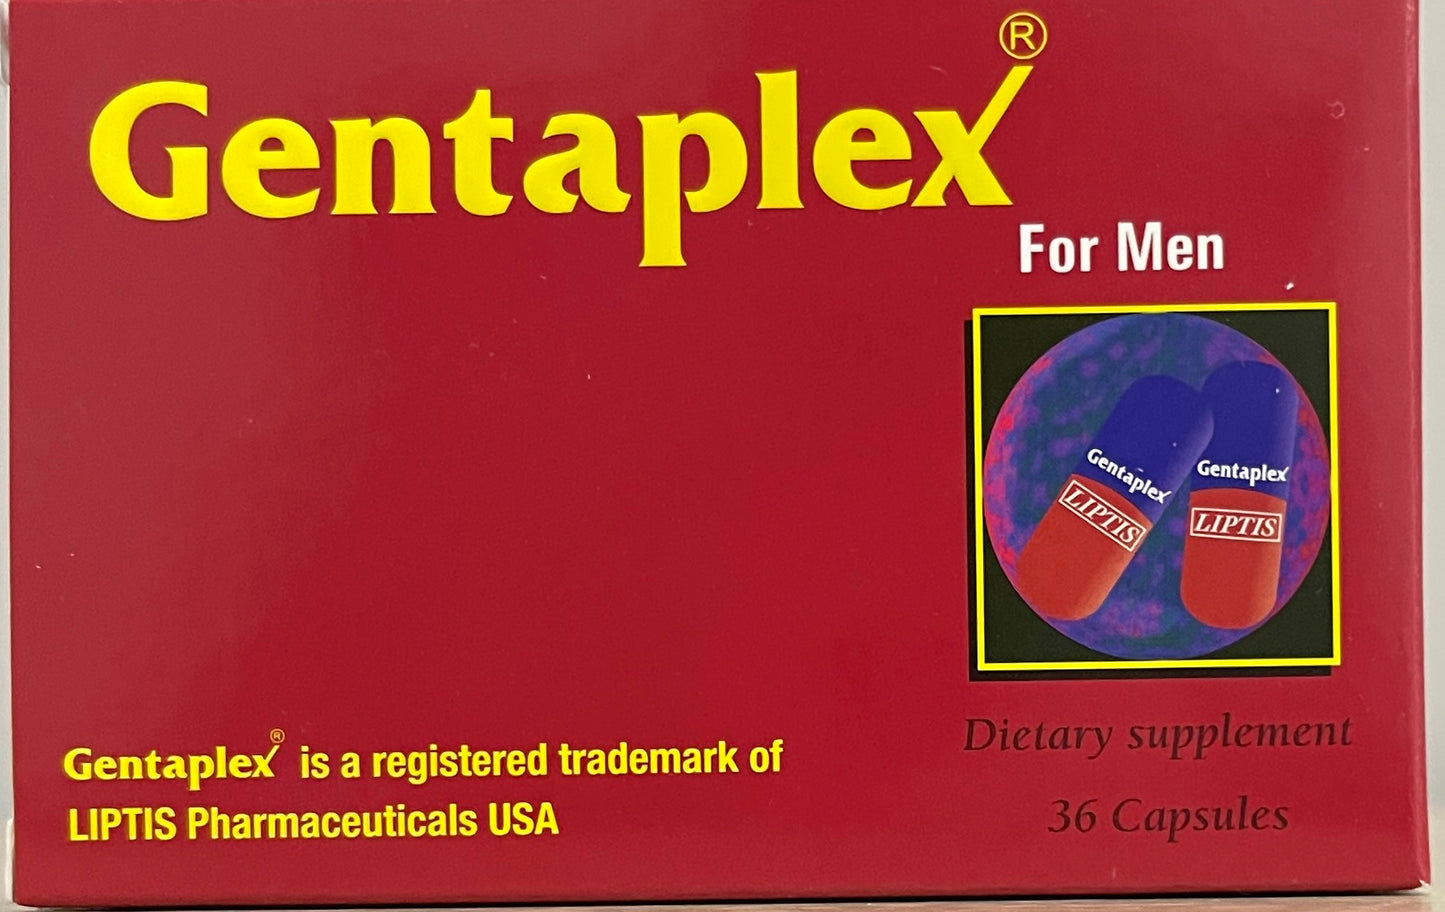 Gentaplex®
For Men
Gentaplex
LIPTIS
Gentaplex
LIPTIS
Dietary supplement
36 Capsules
Gentaplex® is a registered trademark of
LIPTIS Pharmaceuticals USA